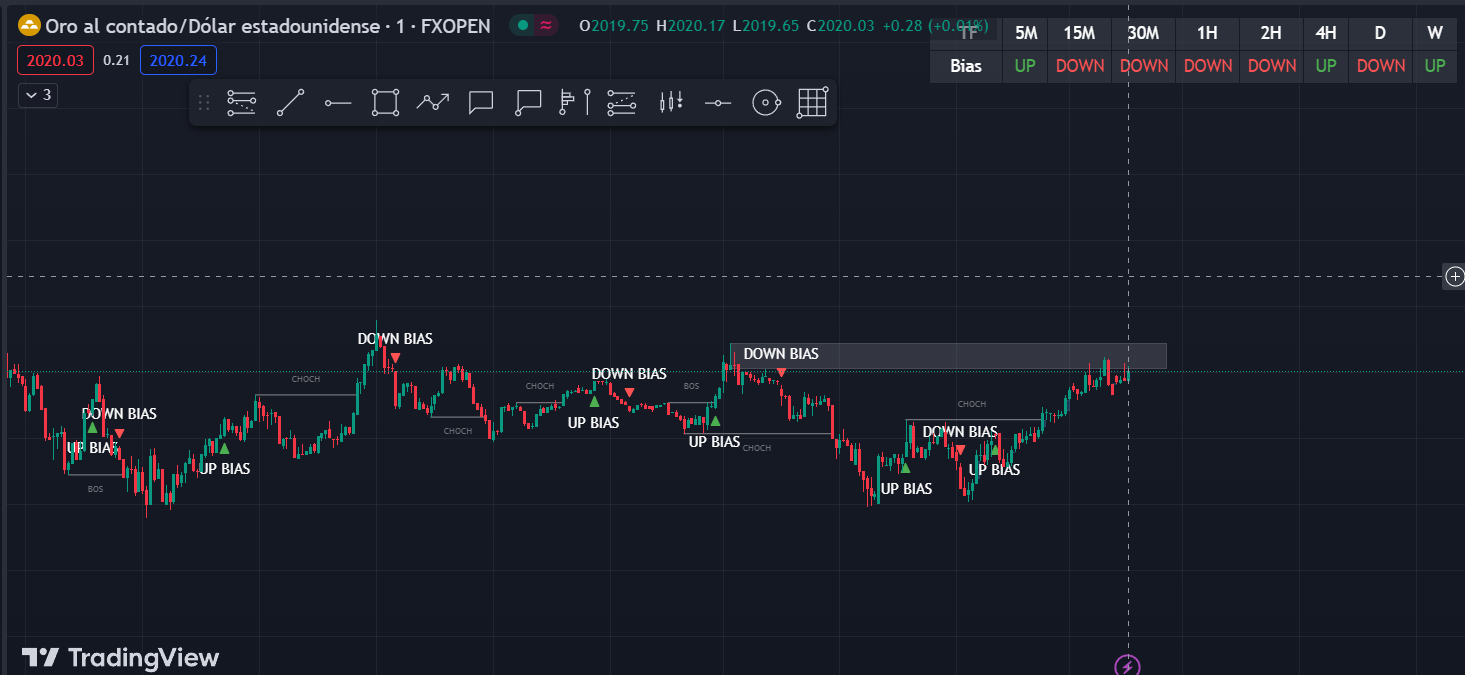 Oro al contado/Dólar estadounidense · 1 · FXOPEN
O2019.75 H2020.17 L2019.65 C2020.03 +0.28 (+0.01%)
2020.03 0.21 2020.24
3
TF 5M 15M 30M 1H 2H 4H D W
Bias UP DOWN DOWN DOWN DOWN UP DOWN UP
DOWN BIAS
DOWN BIAS
CHOCH
DOWN BIAS
CHOCH
BOS
CHOCH
DOWN BIAS
UP BIAS
DOWN BIAS
CHOCH
UP BIAS
UP BIAS
CHOCH
UP BIAS
UP BIAS
UP BIAS
BOS
TradingView